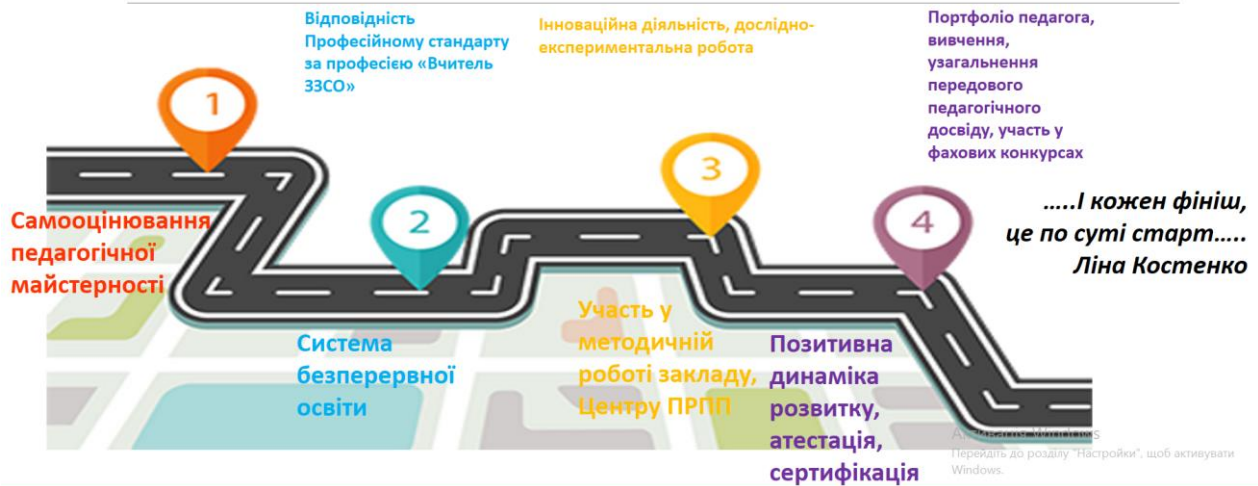 Відповідність
Професійному стандарту
за професією «Вчитель
ЗЗСО»
Інноваційна діяльність, дослідно-
експериментальна робота
Портфоліо педагога,
вивчення,
узагальнення
передового
педагогічного
досвіду, участь у
фахових конкурсах
1
2
3
4
Самооцінювання
педагогічної
майстерності
…..І кожен фініш,
це по суті старт…..
Ліна Костенко
Система
безперервної
освіти
Участь у
методичній
роботі закладу,
Центру ПРПП
Позитивна
динаміка
розвитку,
атестація,
сертифікація
Активація Windows
Перейдіть до розділу "Настройки", щоб активувати
Windows.